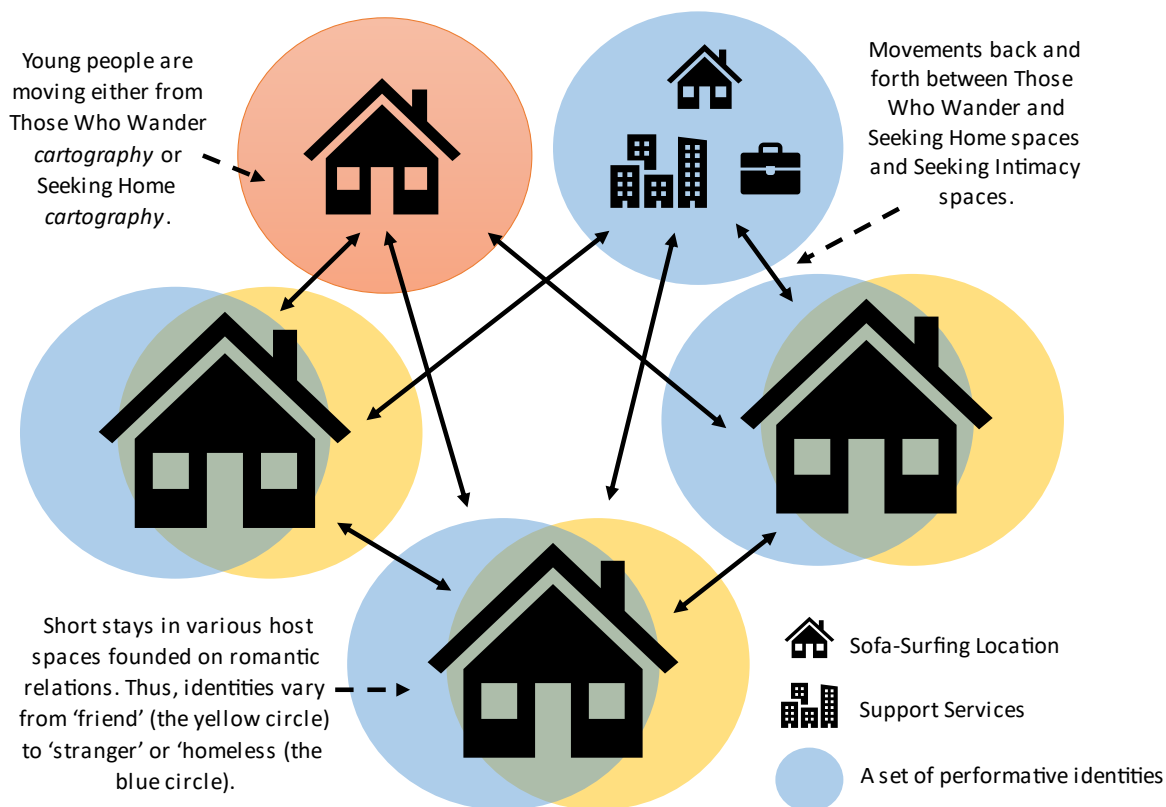 Young people are
moving either from
Those Who Wander
cartography or
Seeking Home
cartography.
Movements back and
forth between Those
Who Wander and
Seeking Home spaces
and Seeking Intimacy
spaces.
Short stays in various host
spaces founded on romantic
relations. Thus, identities vary
from ‘friend’ (the yellow circle)
to ‘stranger’ or ‘homeless (the
blue circle).
Sofa-Surfing Location
Support Services
A set of performative identities